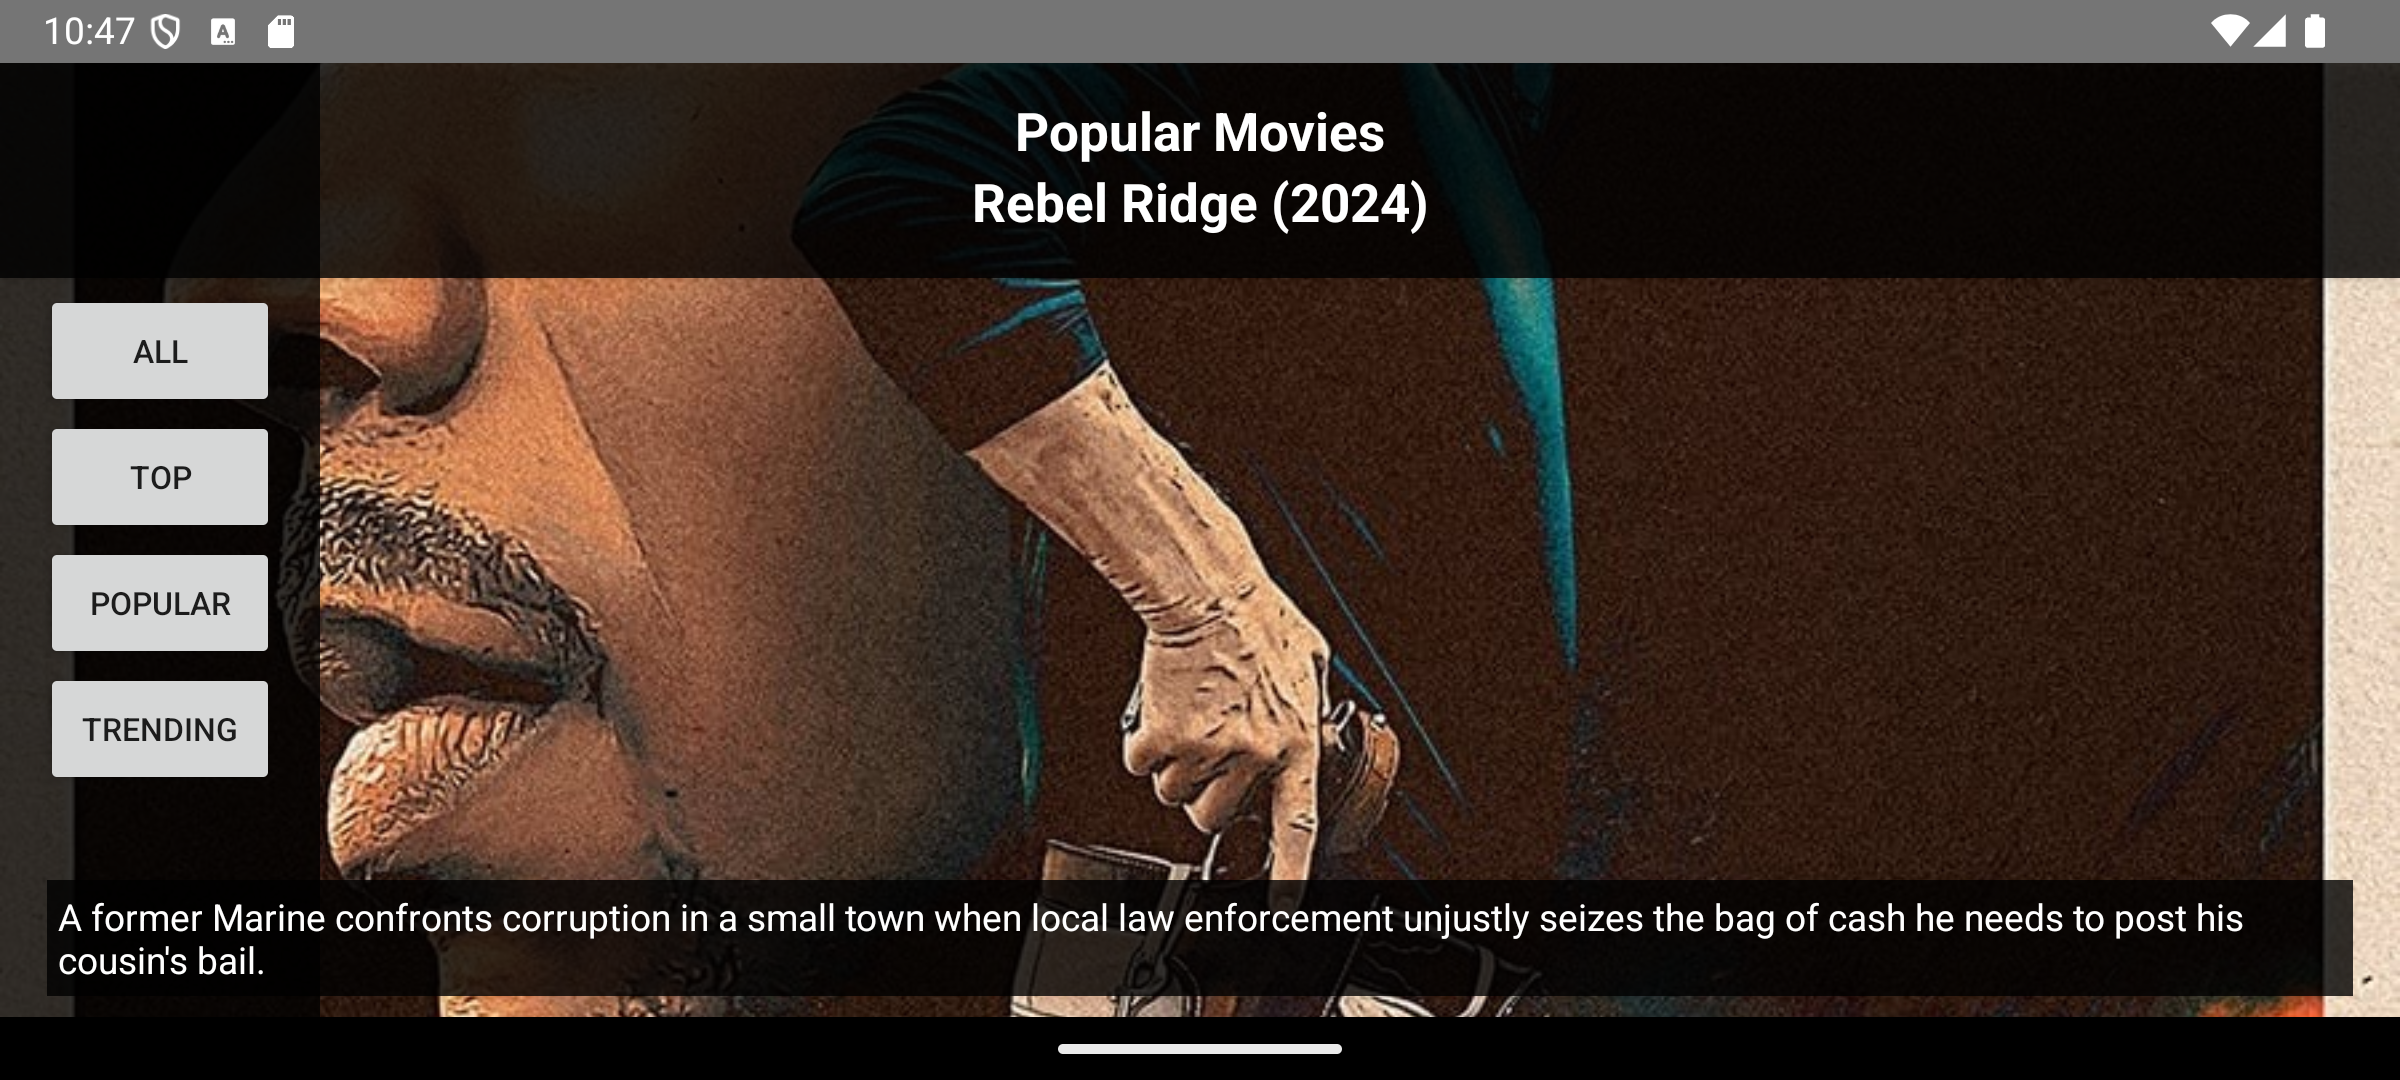 10:47
Popular Movies
Rebel Ridge (2024)
ALL
TOP
POPULAR
TRENDING
A former Marine confronts corruption in a small town when local law enforcement unjustly seizes the bag of cash he needs to post his
cousin's bail.